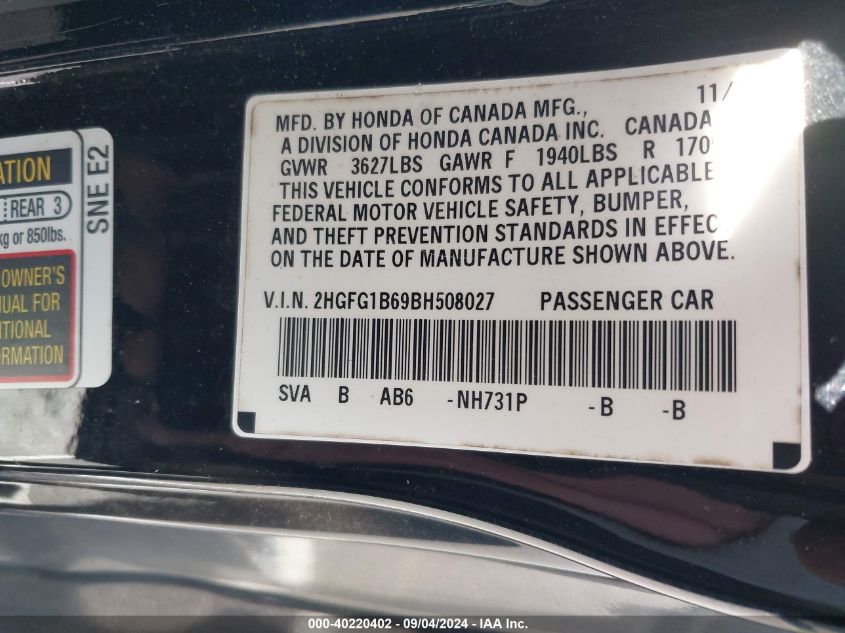 ATION
REAR 3
kg or 850lbs.
OWNER'S
UAL FOR
ITIONAL
RMATION
SNE E2
11/
MFD. BY HONDA OF CANADA MFG.,
A DIVISION OF HONDA CANADA INC. CANADA
GVWR 3627LBS GAWR F 1940LBS R 170
THIS VEHICLE CONFORMS TO ALL APPLICABLE
FEDERAL MOTOR VEHICLE SAFETY, BUMPER,
AND THEFT PREVENTION STANDARDS IN EFFEC
ON THE DATE OF MANUFACTURE SHOWN ABOVE.
V.I.N. 2HGFG1B69BH508027 PASSENGER CAR
SVA B AB6 -NH731P -B -B
000-40220402 - 09/04/2024 - IAA Inc.